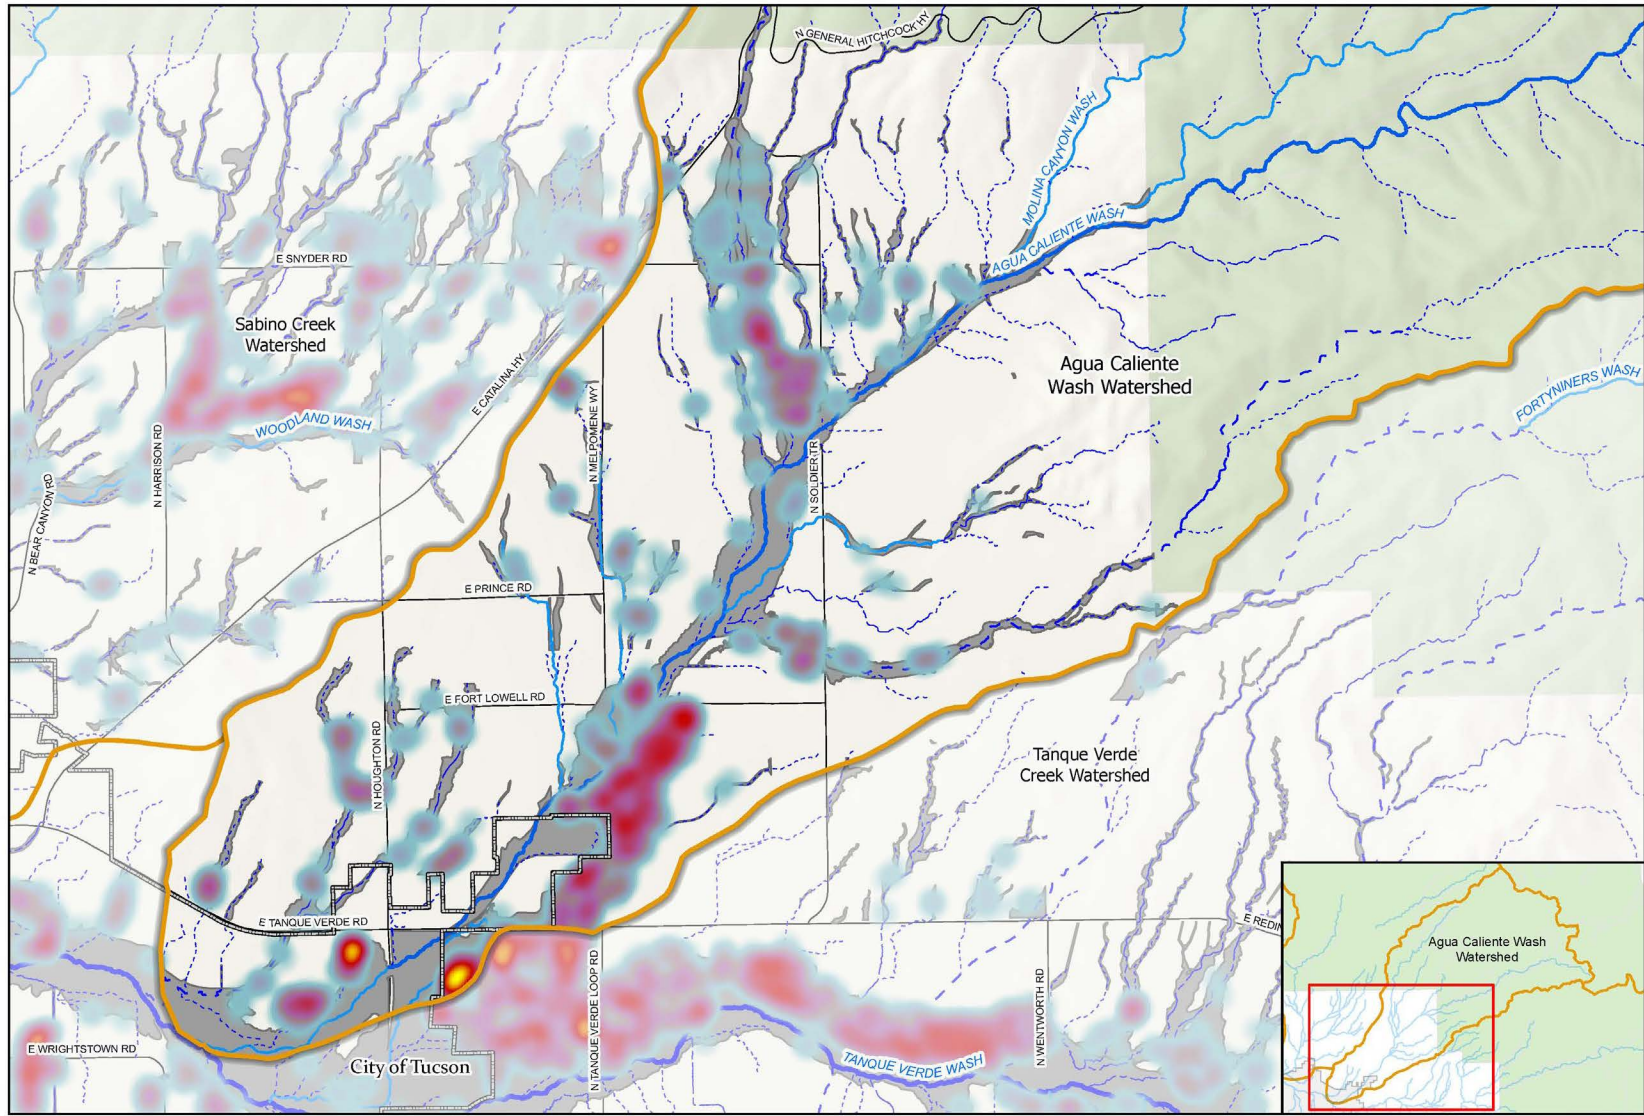 N GENERAL HITCHCOCK HY
MOLINA CANYON WASH
AGUA CALIENTE WASH
E SNYDER RD
Sabino Creek
Watershed
E CATALINA HY
WOODLAND WASH
Agua Caliente
Wash Watershed
FORTYNINERS WASH
N HARRISON RD
N MELPOMENE WY
N SOLDIER TR
N BEAR CANYON RD
E PRINCE RD
E FORT LOWELL RD
N HOUGHTON RD
Tanque Verde
Creek Watershed
E TANQUE VERDE RD
E REDIN
Agua Caliente Wash
Watershed
N TANQUE VERDE LOOP RD
N WENTWORTH RD
E WRIGHTSTOWN RD
City of Tucson
TANQUE VERDE WASH